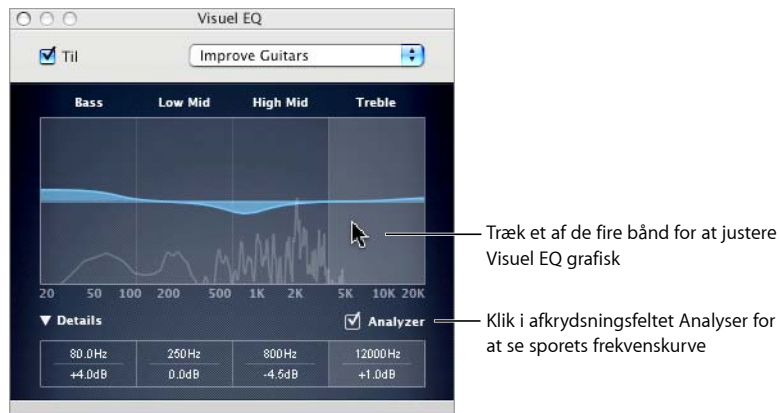 Visuel EQ
Til
Improve Guitars
Bass Low Mid High Mid Treble
Træk et af de fire bånd for at justere
Visuel EQ grafisk
20 50 100 200 500 1K 2K 5K 10K 20K
Details
Analyzer
Klik i afkrydsningsfeltet Analyser for
at se sporets frekvenskurve
80.0Hz 250Hz 800Hz 12000Hz
+4.0dB 0.0dB -4.5dB +1.0dB